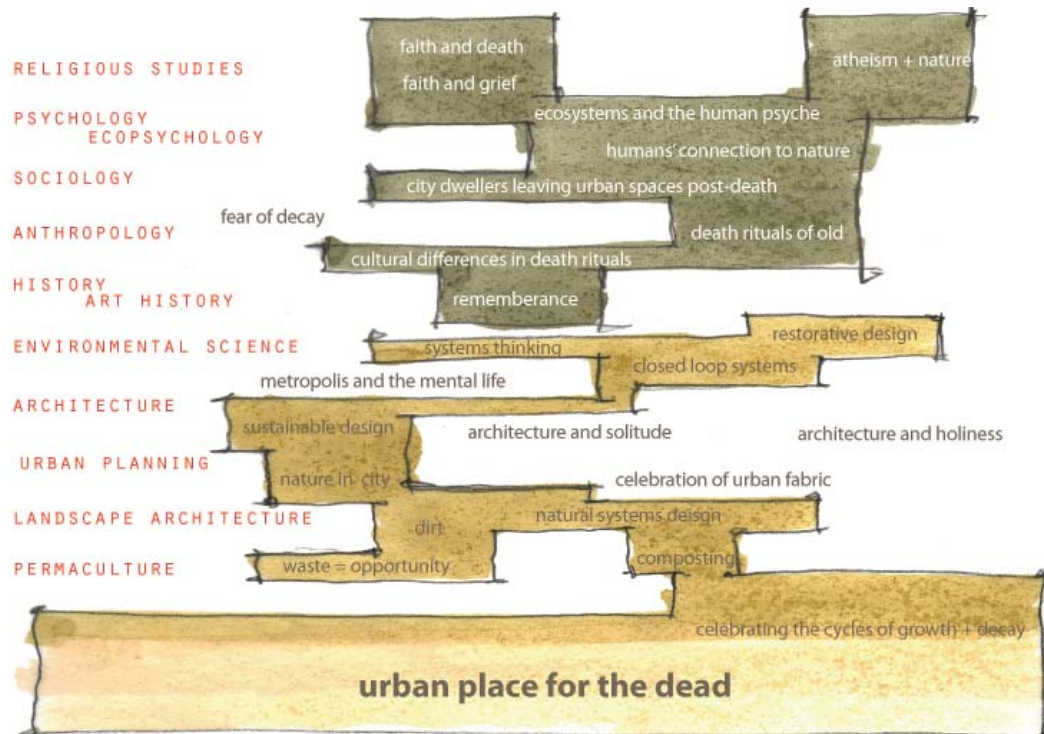 faith and death
RELIGIOUS STUDIES
atheism + nature
faith and grief
PSYCHOLOGY
ecosystems and the human psyche
ECOPSYCHOLOGY
humans' connection to nature
SOCIOLOGY
city dwellers leaving urban spaces post-death
fear of decay
ANTHROPOLOGY
death rituals of old
cultural differences in death rituals
HISTORY
ART HISTORY
rememberance
restorative design
ENVIRONMENTAL SCIENCE
systems thinking
closed loop systems
metropolis and the mental life
ARCHITECTURE
sustainable design
architecture and solitude
architecture and holiness
URBAN PLANNING
nature in city
celebration of urban fabric
LANDSCAPE ARCHITECTURE
dirt
natural systems deisgn
PERMACULTURE
waste = opportunity
composting
celebrating the cycles of growth + decay
urban place for the dead